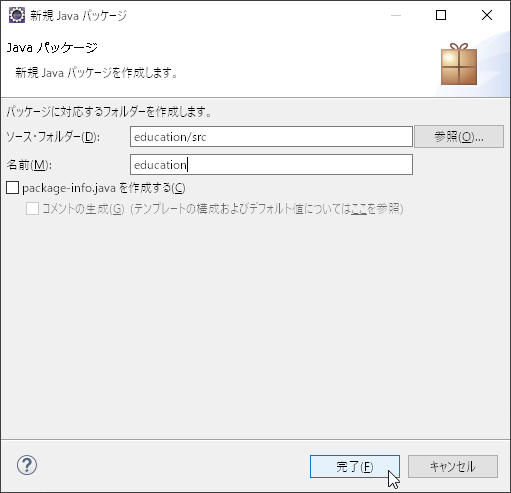 新規 Java パッケージ
Java パッケージ
新規 Java パッケージを作成します。
パッケージに対応するフォルダーを作成します。
ソース・フォルダー(D): education/src 参照(O)...
名前(M): education
package-info.java を作成する(C)
コメントの生成(G) (テンプレートの構成およびデフォルト値についてはここを参照)
? 完了(F) キャンセル